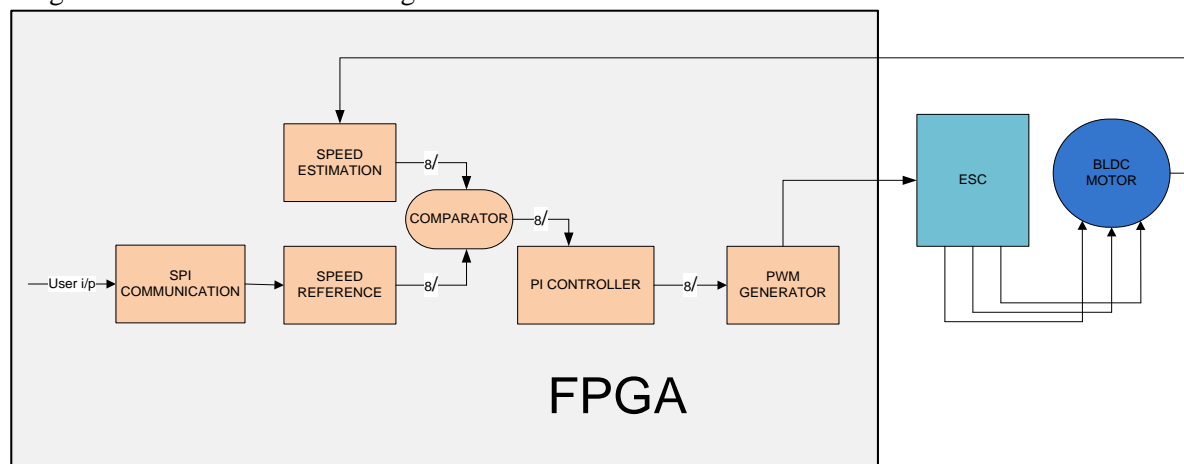 SPEED
ESTIMATION
8/
COMPARATOR
8/
ESC
BLDC
MOTOR
User i/p
SPI
COMMUNICATION
SPEED
REFERENCE
8/
PI CONTROLLER
8/
PWM
GENERATOR
FPGA